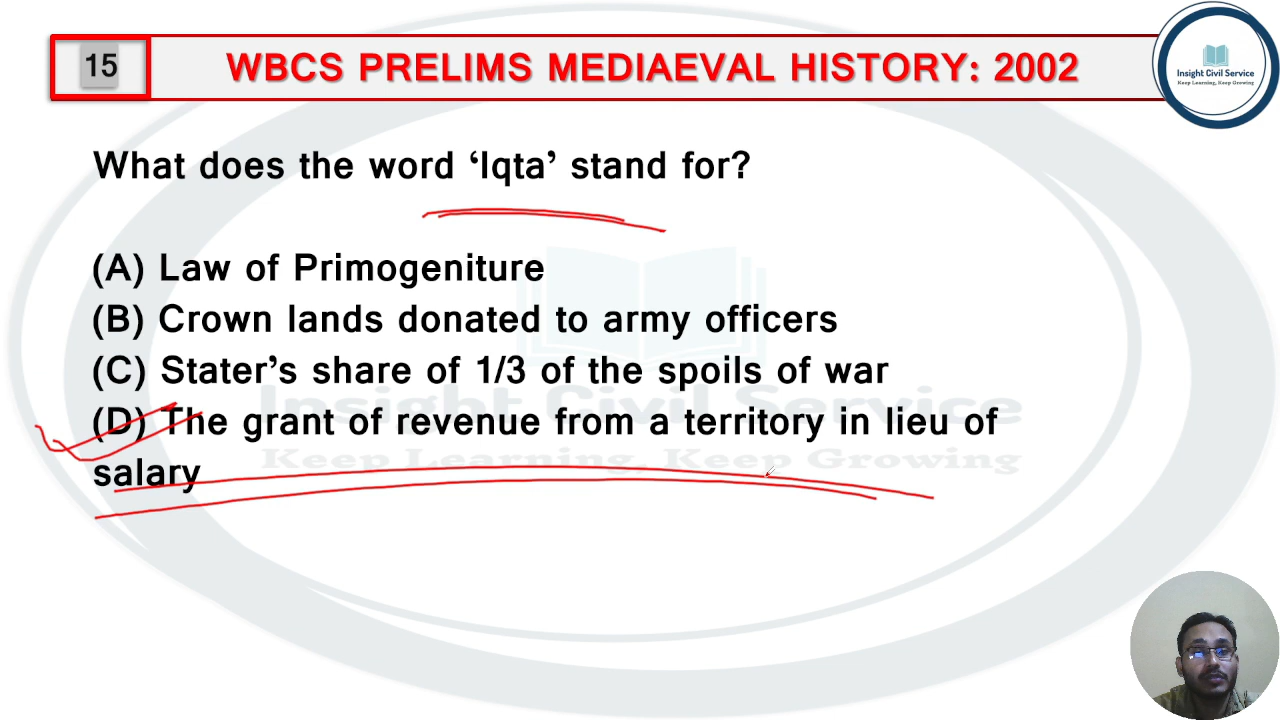 15
WBCS PRELIMS MEDIAEVAL HISTORY: 2002
Insight Civil Service
Keep Learning, Keep Growing
What does the word ‘Iqta’ stand for?
(A) Law of Primogeniture
(B) Crown lands donated to army officers
(C) Stater’s share of 1/3 of the spoils of war
Insight Civil Service
(D) The grant of revenue from a territory in lieu of
Keep Learning, Keep Growing
salary